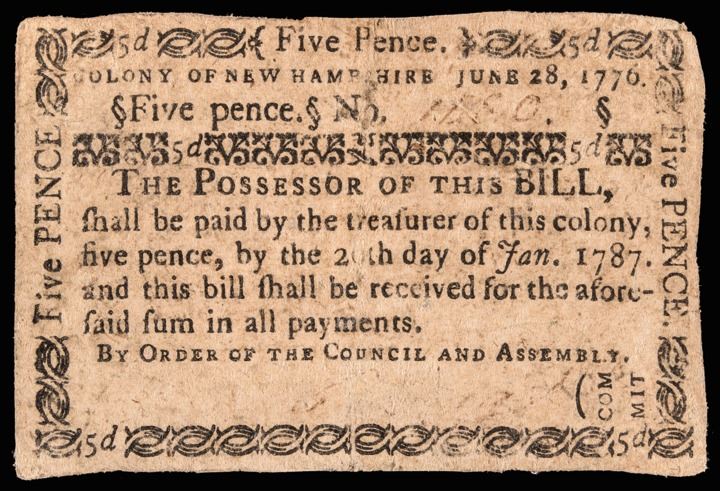 5d { Five Pence. } 5d
COLONY OF NEW HAMPSHIRE JUNE 28, 1776.
§Five pence.§ No. §
5d 5d
THE POSSESSOR OF THIS BILL,
ſhall be paid by the treaſurer of this colony,
five pence, by the 20th day of Jan. 1787.
and this bill ſhall be received for the afore-
ſaid ſum in all payments.
BY ORDER OF THE COUNCIL AND ASSEMBLY.
( COM
MIT
5d 5d
Five PENCE
Five PENCE.